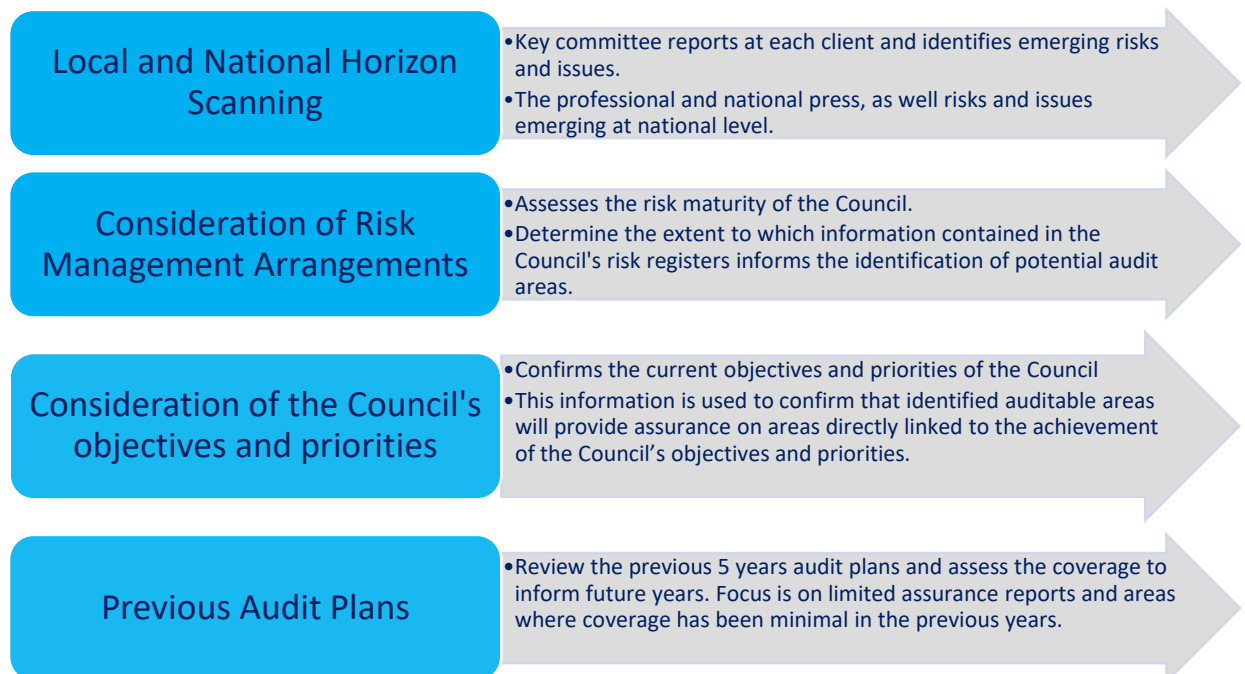 Local and National Horizon
Scanning
•Key committee reports at each client and identifies emerging risks
and issues.
•The professional and national press, as well risks and issues
emerging at national level.
Consideration of Risk
Management Arrangements
•Assesses the risk maturity of the Council.
•Determine the extent to which information contained in the
Council's risk registers informs the identification of potential audit
areas.
Consideration of the Council's
objectives and priorities
•Confirms the current objectives and priorities of the Council
•This information is used to confirm that identified auditable areas
will provide assurance on areas directly linked to the achievement
of the Council’s objectives and priorities.
Previous Audit Plans
•Review the previous 5 years audit plans and assess the coverage to
inform future years. Focus is on limited assurance reports and areas
where coverage has been minimal in the previous years.